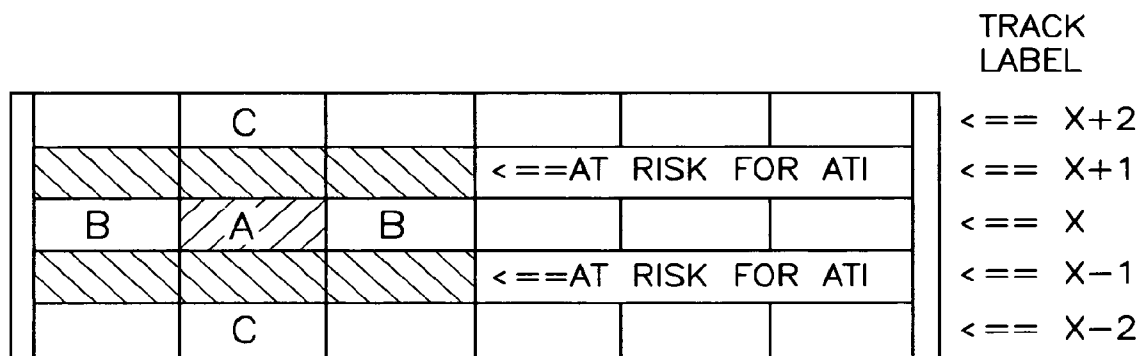 TRACK
LABEL
C <== X+2
<==AT RISK FOR ATI <== X+1
B A B <== X
<==AT RISK FOR ATI <== X-1
C <== X-2